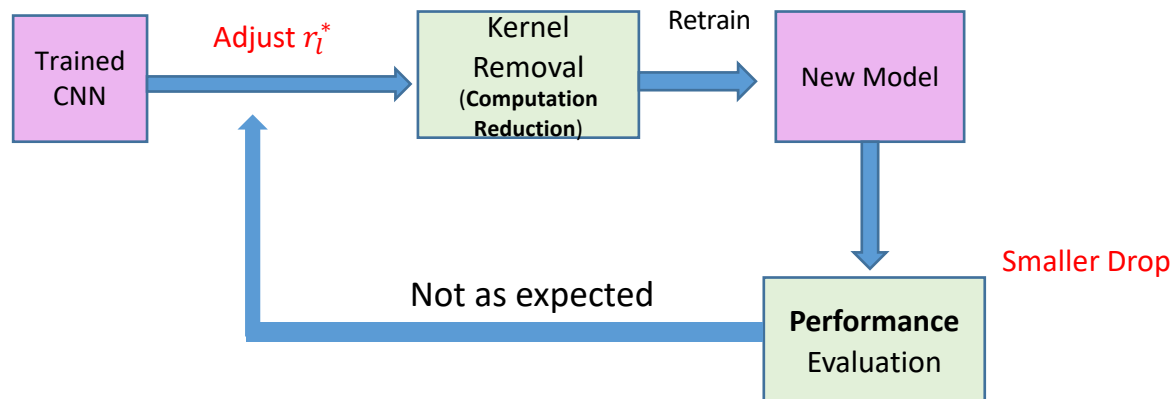 Trained
CNN
Adjust $r_l^*$
Kernel
Removal
(Computation
Reduction)
Retrain
New Model
Smaller Drop
Not as expected
Performance
Evaluation